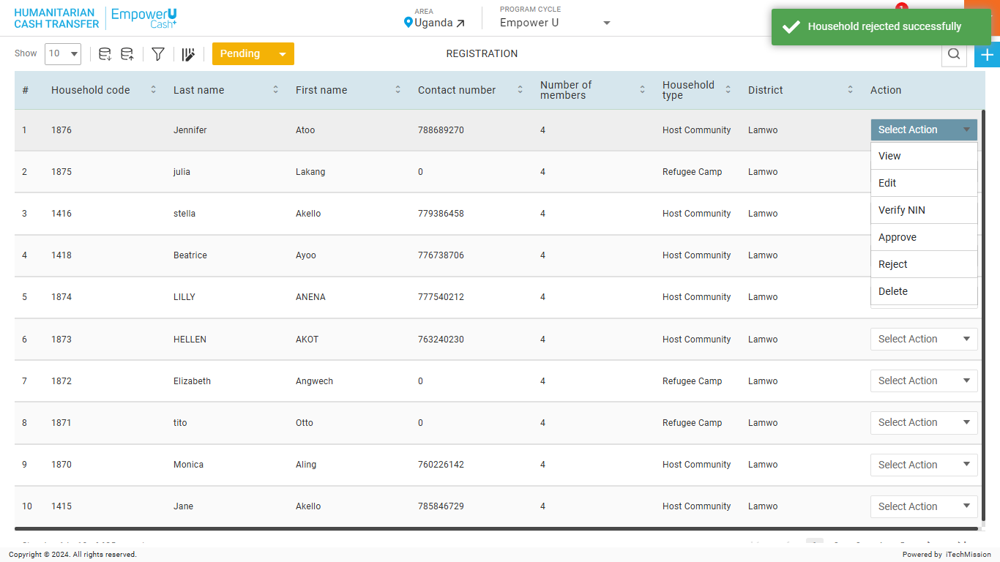 HUMANITARIAN
CASH TRANSFER
EmpowerU
Cash+
AREA
Uganda
PROGRAM CYCLE
Empower U
1
Household rejected successfully
Show
10
Pending
REGISTRATION
# Household code Last name First name Contact number Number of members Household type District Action
1 1876 Jennifer Atoo 788689270 4 Host Community Lamwo Select Action
View
2 1875 julia Lakang 0 4 Refugee Camp Lamwo
Edit
Verify NIN
3 1416 stella Akello 779386458 4 Host Community Lamwo
Approve
4 1418 Beatrice Ayoo 776738706 4 Host Community Lamwo
Reject
Delete
5 1874 LILLY ANENA 777540212 4 Host Community Lamwo
6 1873 HELLEN AKOT 763240230 4 Host Community Lamwo Select Action
7 1872 Elizabeth Angwech 0 4 Refugee Camp Lamwo Select Action
8 1871 tito Otto 0 4 Refugee Camp Lamwo Select Action
9 1870 Monica Aling 760226142 4 Host Community Lamwo Select Action
10 1415 Jane Akello 785846729 4 Host Community Lamwo Select Action
Copyright © 2024. All rights reserved.
Powered by iTechMission